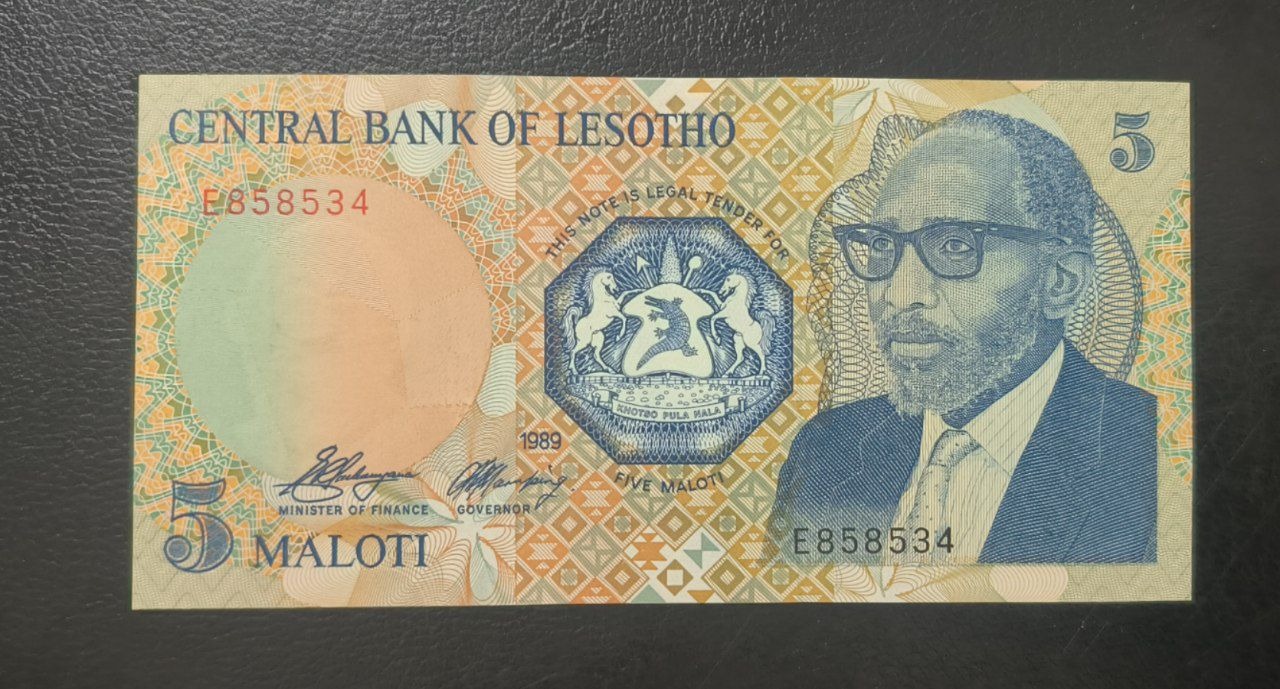 CENTRAL BANK OF LESOTHO
5
E858534
THIS NOTE IS LEGAL TENDER FOR
KHOTSO PULA NALA
1989
FIVE MALOTI
MINISTER OF FINANCE
GOVERNOR
5 MALOTI
E858534